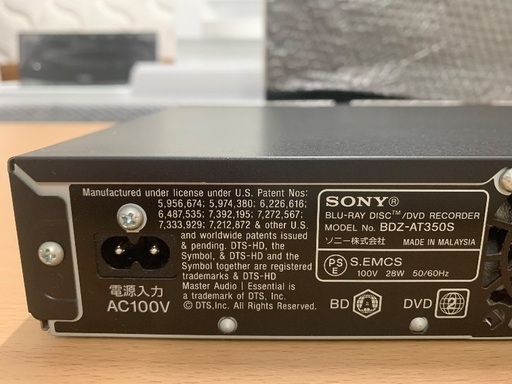 Manufactured under license under U.S. Patent Nos:
5,956,674; 5,974,380; 6,226,616;
6,487,535; 7,392,195; 7,272,567;
7,333,929; 7,212,872 & other U.S.
and worldwide patents issued
& pending. DTS-HD, the
Symbol, & DTS-HD and the
Symbol together are registered
trademarks & DTS-HD
Master Audio | Essential is
a trademark of DTS, Inc.
© DTS,Inc. All Rights Reserved.
電源入力
AC100V
SONY®
BLU-RAY DISC™/DVD RECORDER
MODEL NO. BDZ-AT350S
ソニー株式会社 MADE IN MALAYSIA
PS E S.EMCS
100V 28W 50/60Hz
BD A DVD 2